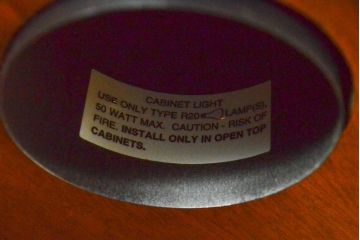 CABINET LIGHT
USE ONLY TYPE R20 LAMP(S),
50 WATT MAX. CAUTION - RISK OF
FIRE. INSTALL ONLY IN OPEN TOP
CABINETS.